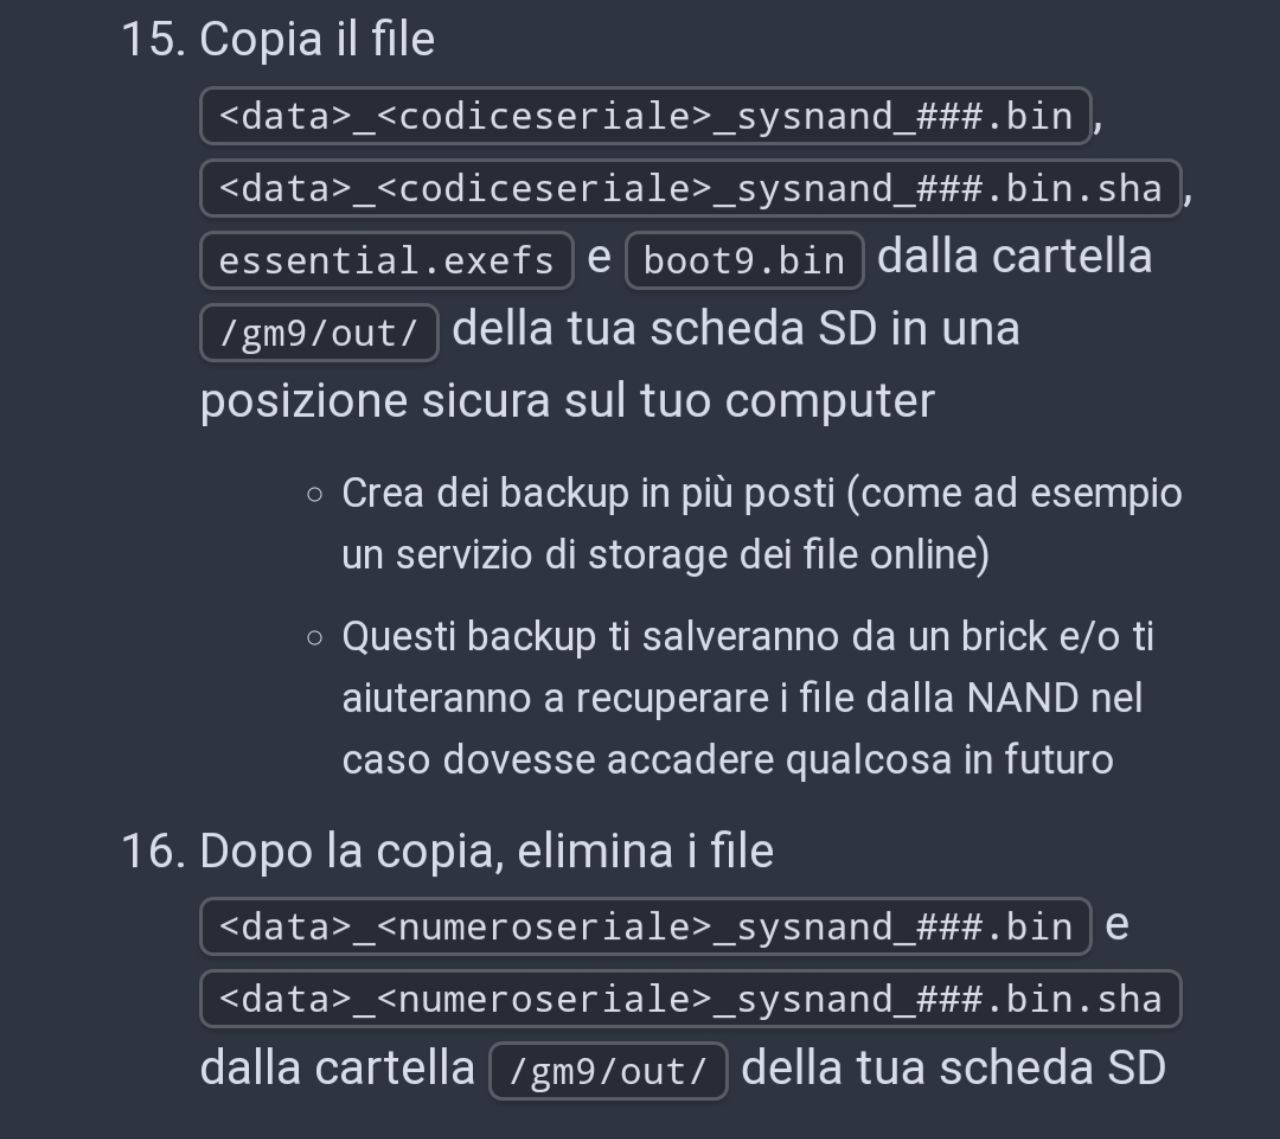 15. Copia il file
<data>_<codiceseriale>_sysnand_###.bin,
<data>_<codiceseriale>_sysnand_###.bin.sha,
essential.exefs e boot9.bin dalla cartella
/gm9/out/ della tua scheda SD in una
posizione sicura sul tuo computer
◦ Crea dei backup in più posti (come ad esempio
un servizio di storage dei file online)
◦ Questi backup ti salveranno da un brick e/o ti
aiuteranno a recuperare i file dalla NAND nel
caso dovesse accadere qualcosa in futuro
16. Dopo la copia, elimina i file
<data>_<numeroseriale>_sysnand_###.bin e
<data>_<numeroseriale>_sysnand_###.bin.sha
dalla cartella /gm9/out/ della tua scheda SD